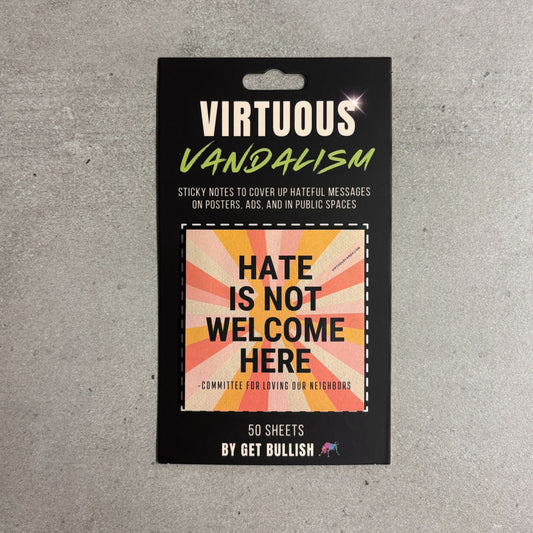 VIRTUOUS
VANDALISM
STICKY NOTES TO COVER UP HATEFUL MESSAGES
ON POSTERS, ADS, AND IN PUBLIC SPACES
HATE
IS NOT
WELCOME
HERE
-COMMITTEE FOR LOVING OUR NEIGHBORS
50 SHEETS
BY GET BULLISH